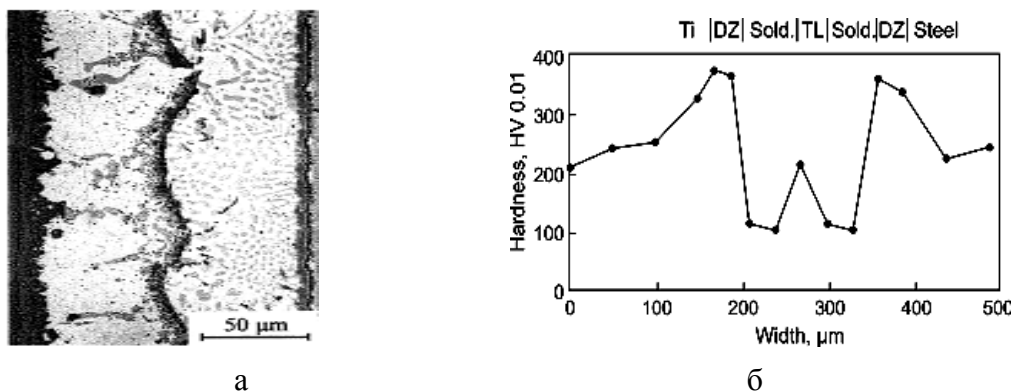 50 µm
Ti |DZ| Sold.|TL|Sold.|DZ| Steel
Hardness, HV 0.01
400
300
200
100
0
0 100 200 300 400 500
Width, µm
а б